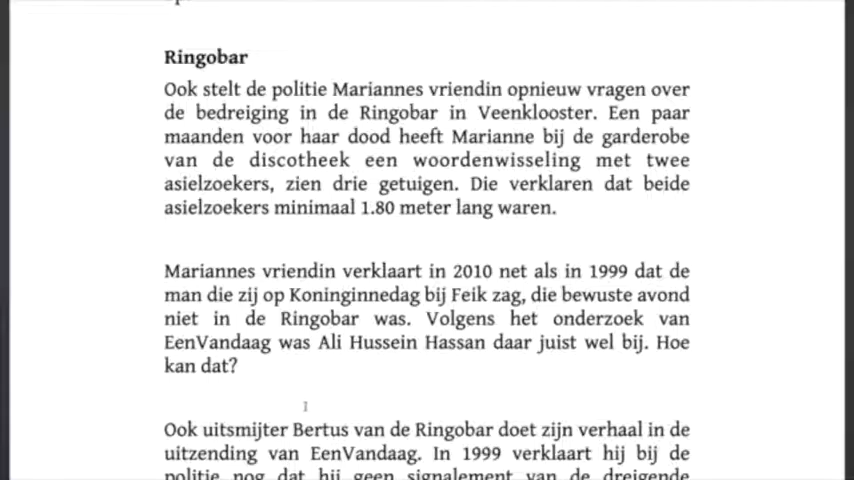 Ringobar
Ook stelt de politie Mariannes vriendin opnieuw vragen over
de bedreiging in de Ringobar in Veenklooster. Een paar
maanden voor haar dood heeft Marianne bij de garderobe
van de discotheek een woordenwisseling met twee
asielzoekers, zien drie getuigen. Die verklaren dat beide
asielzoekers minimaal 1.80 meter lang waren.
Mariannes vriendin verklaart in 2010 net als in 1999 dat de
man die zij op Koninginnedag bij Feik zag, die bewuste avond
niet in de Ringobar was. Volgens het onderzoek van
EenVandaag was Ali Hussein Hassan daar juist wel bij. Hoe
kan dat?
Ook uitsmijter Bertus van de Ringobar doet zijn verhaal in de
uitzending van EenVandaag. In 1999 verklaart hij bij de
politie nog dat hij geen signalement van de dreigende